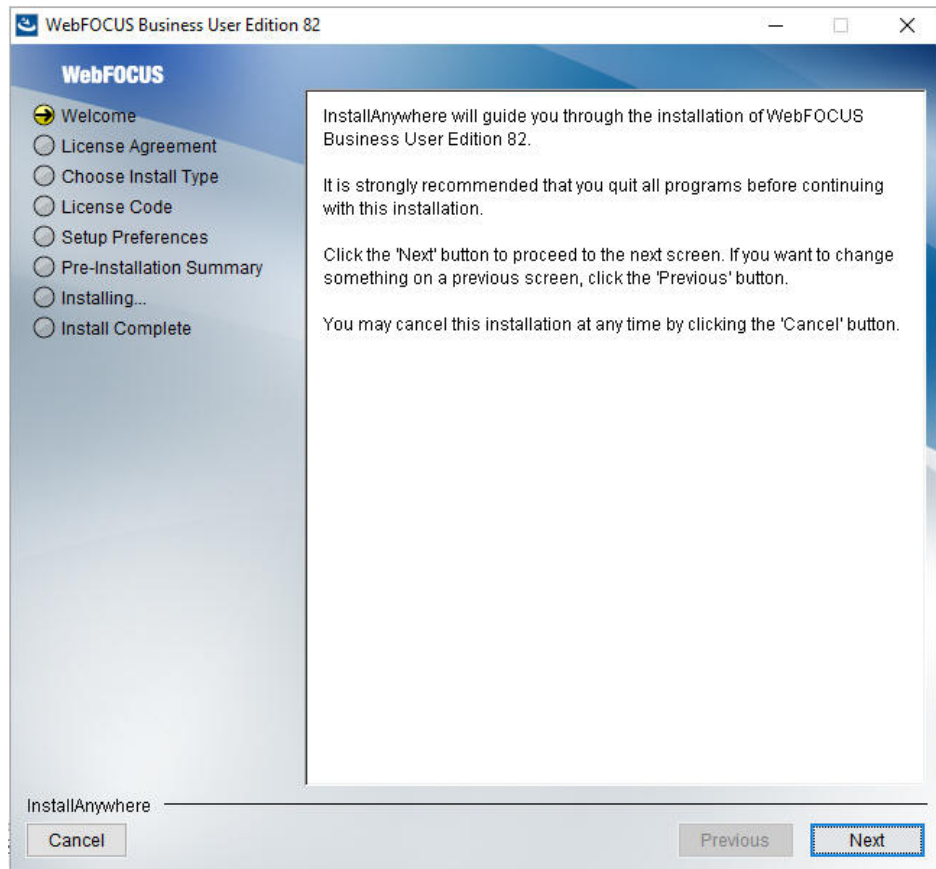 WebFOCUS Business User Edition 82
WebFOCUS
Welcome
License Agreement
Choose Install Type
License Code
Setup Preferences
Pre-Installation Summary
Installing...
Install Complete
InstallAnywhere will guide you through the installation of WebFOCUS
Business User Edition 82.
It is strongly recommended that you quit all programs before continuing
with this installation.
Click the 'Next' button to proceed to the next screen. If you want to change
something on a previous screen, click the 'Previous' button.
You may cancel this installation at any time by clicking the 'Cancel' button.
InstallAnywhere
Cancel
Previous
Next